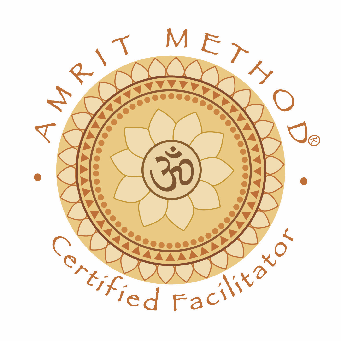 AMRIT METHOD®
ॐ
Certified Facilitator